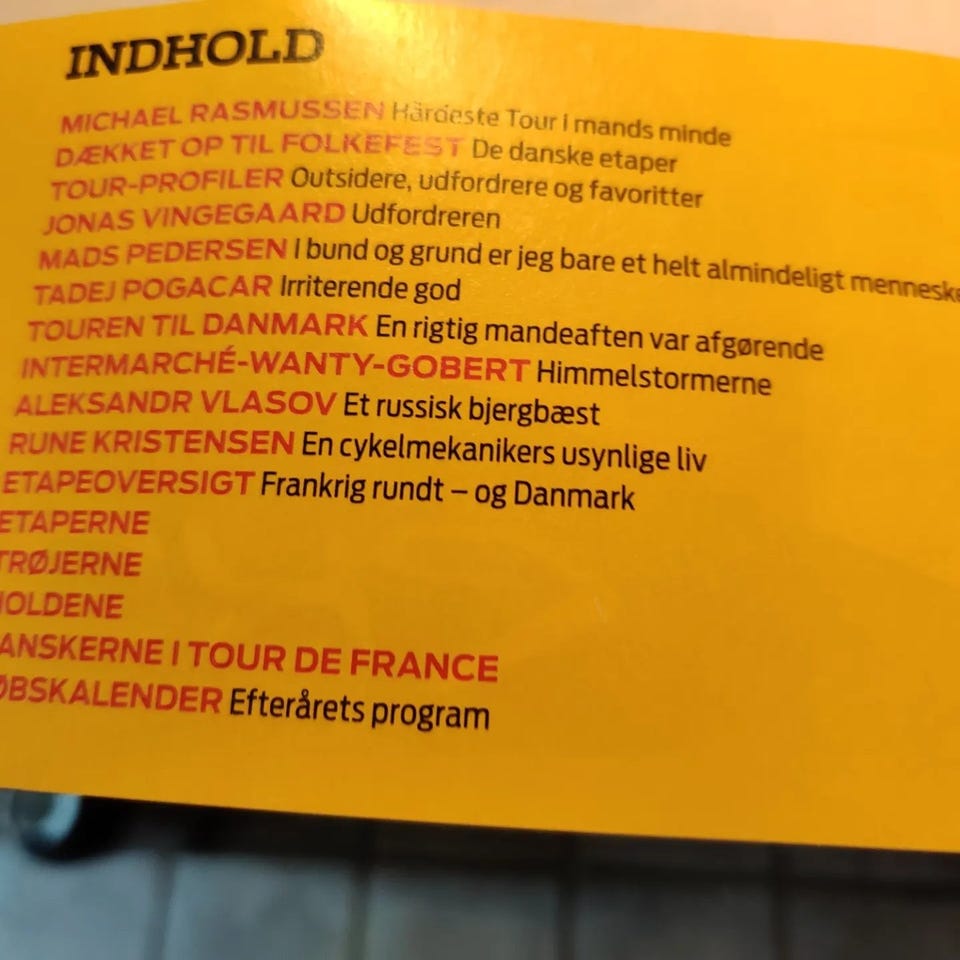 INDHOLD
MICHAEL RASMUSSEN Hårdeste Tour i mands minde
DÆKKET OP TIL FOLKEFEST De danske etaper
TOUR-PROFILER Outsidere, udfordrere og favoritter
JONAS VINGEGAARD Udfordreren
MADS PEDERSEN I bund og grund er jeg bare et helt almindeligt menneske
TADEJ POGACAR Irriterende god
TOUREN TIL DANMARK En rigtig mandeaften var afgørende
INTERMARCHÉ-WANTY-GOBERT Himmelstormerne
ALEKSANDR VLASOV Et russisk bjergbæst
RUNE KRISTENSEN En cykelmekanikers usynlige liv
ETAPEOVERSIGT Frankrig rundt – og Danmark
ETAPERNE
TRØJERNE
HOLDENE
ANSKERNE I TOUR DE FRANCE
ØBSKALENDER Efterårets program